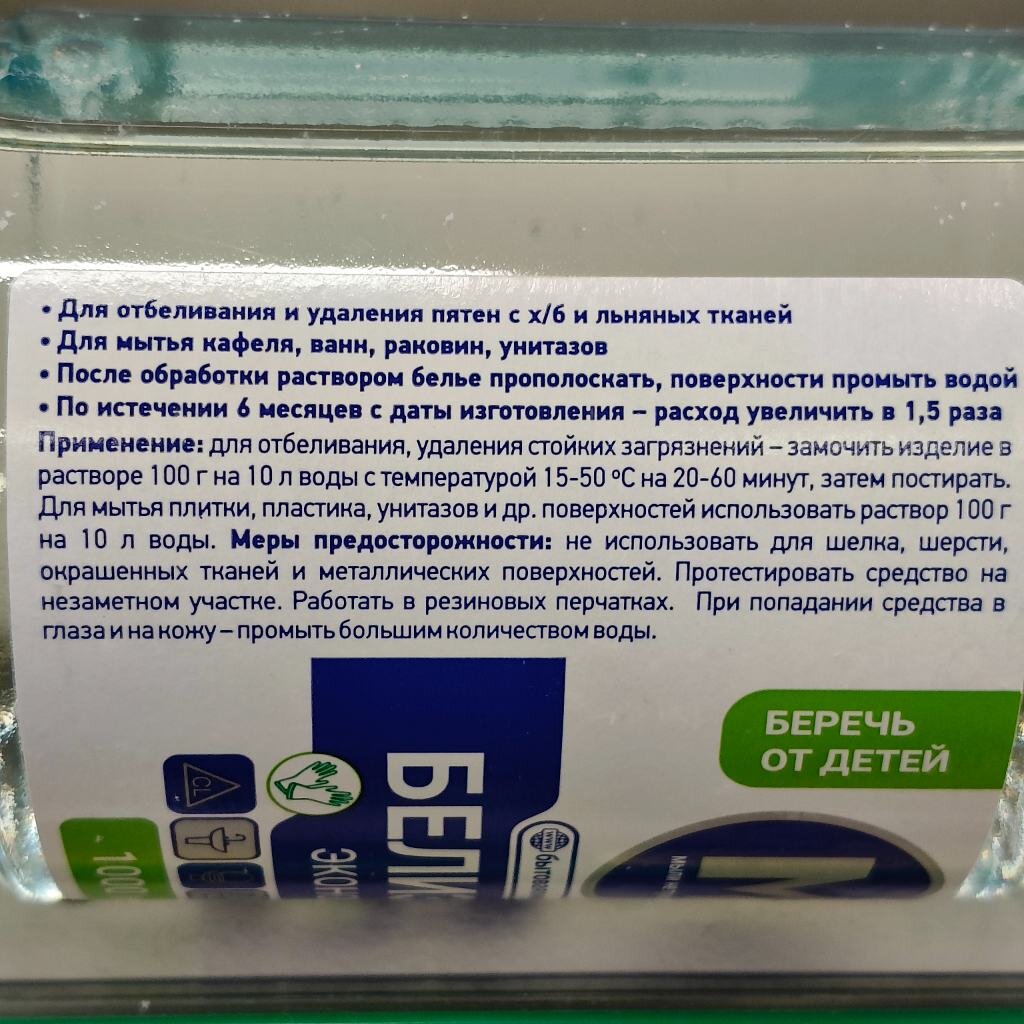 • Для отбеливания и удаления пятен с х/б и льняных тканей
• Для мытья кафеля, ванн, раковин, унитазов
• После обработки раствором белье прополоскать, поверхности промыть водой
• По истечении 6 месяцев с даты изготовления – расход увеличить в 1,5 раза
Применение: для отбеливания, удаления стойких загрязнений – замочить изделие в
растворе 100 г на 10 л воды с температурой 15-50 °С на 20-60 минут, затем постирать.
Для мытья плитки, пластика, унитазов и др. поверхностей использовать раствор 100 г
на 10 л воды. Меры предосторожности: не использовать для шелка, шерсти,
окрашенных тканей и металлических поверхностей. Протестировать средство на
незаметном участке. Работать в резиновых перчатках. При попадании средства в
глаза и на кожу – промыть большим количеством воды.
БЕРЕЧЬ
ОТ ДЕТЕЙ
CL